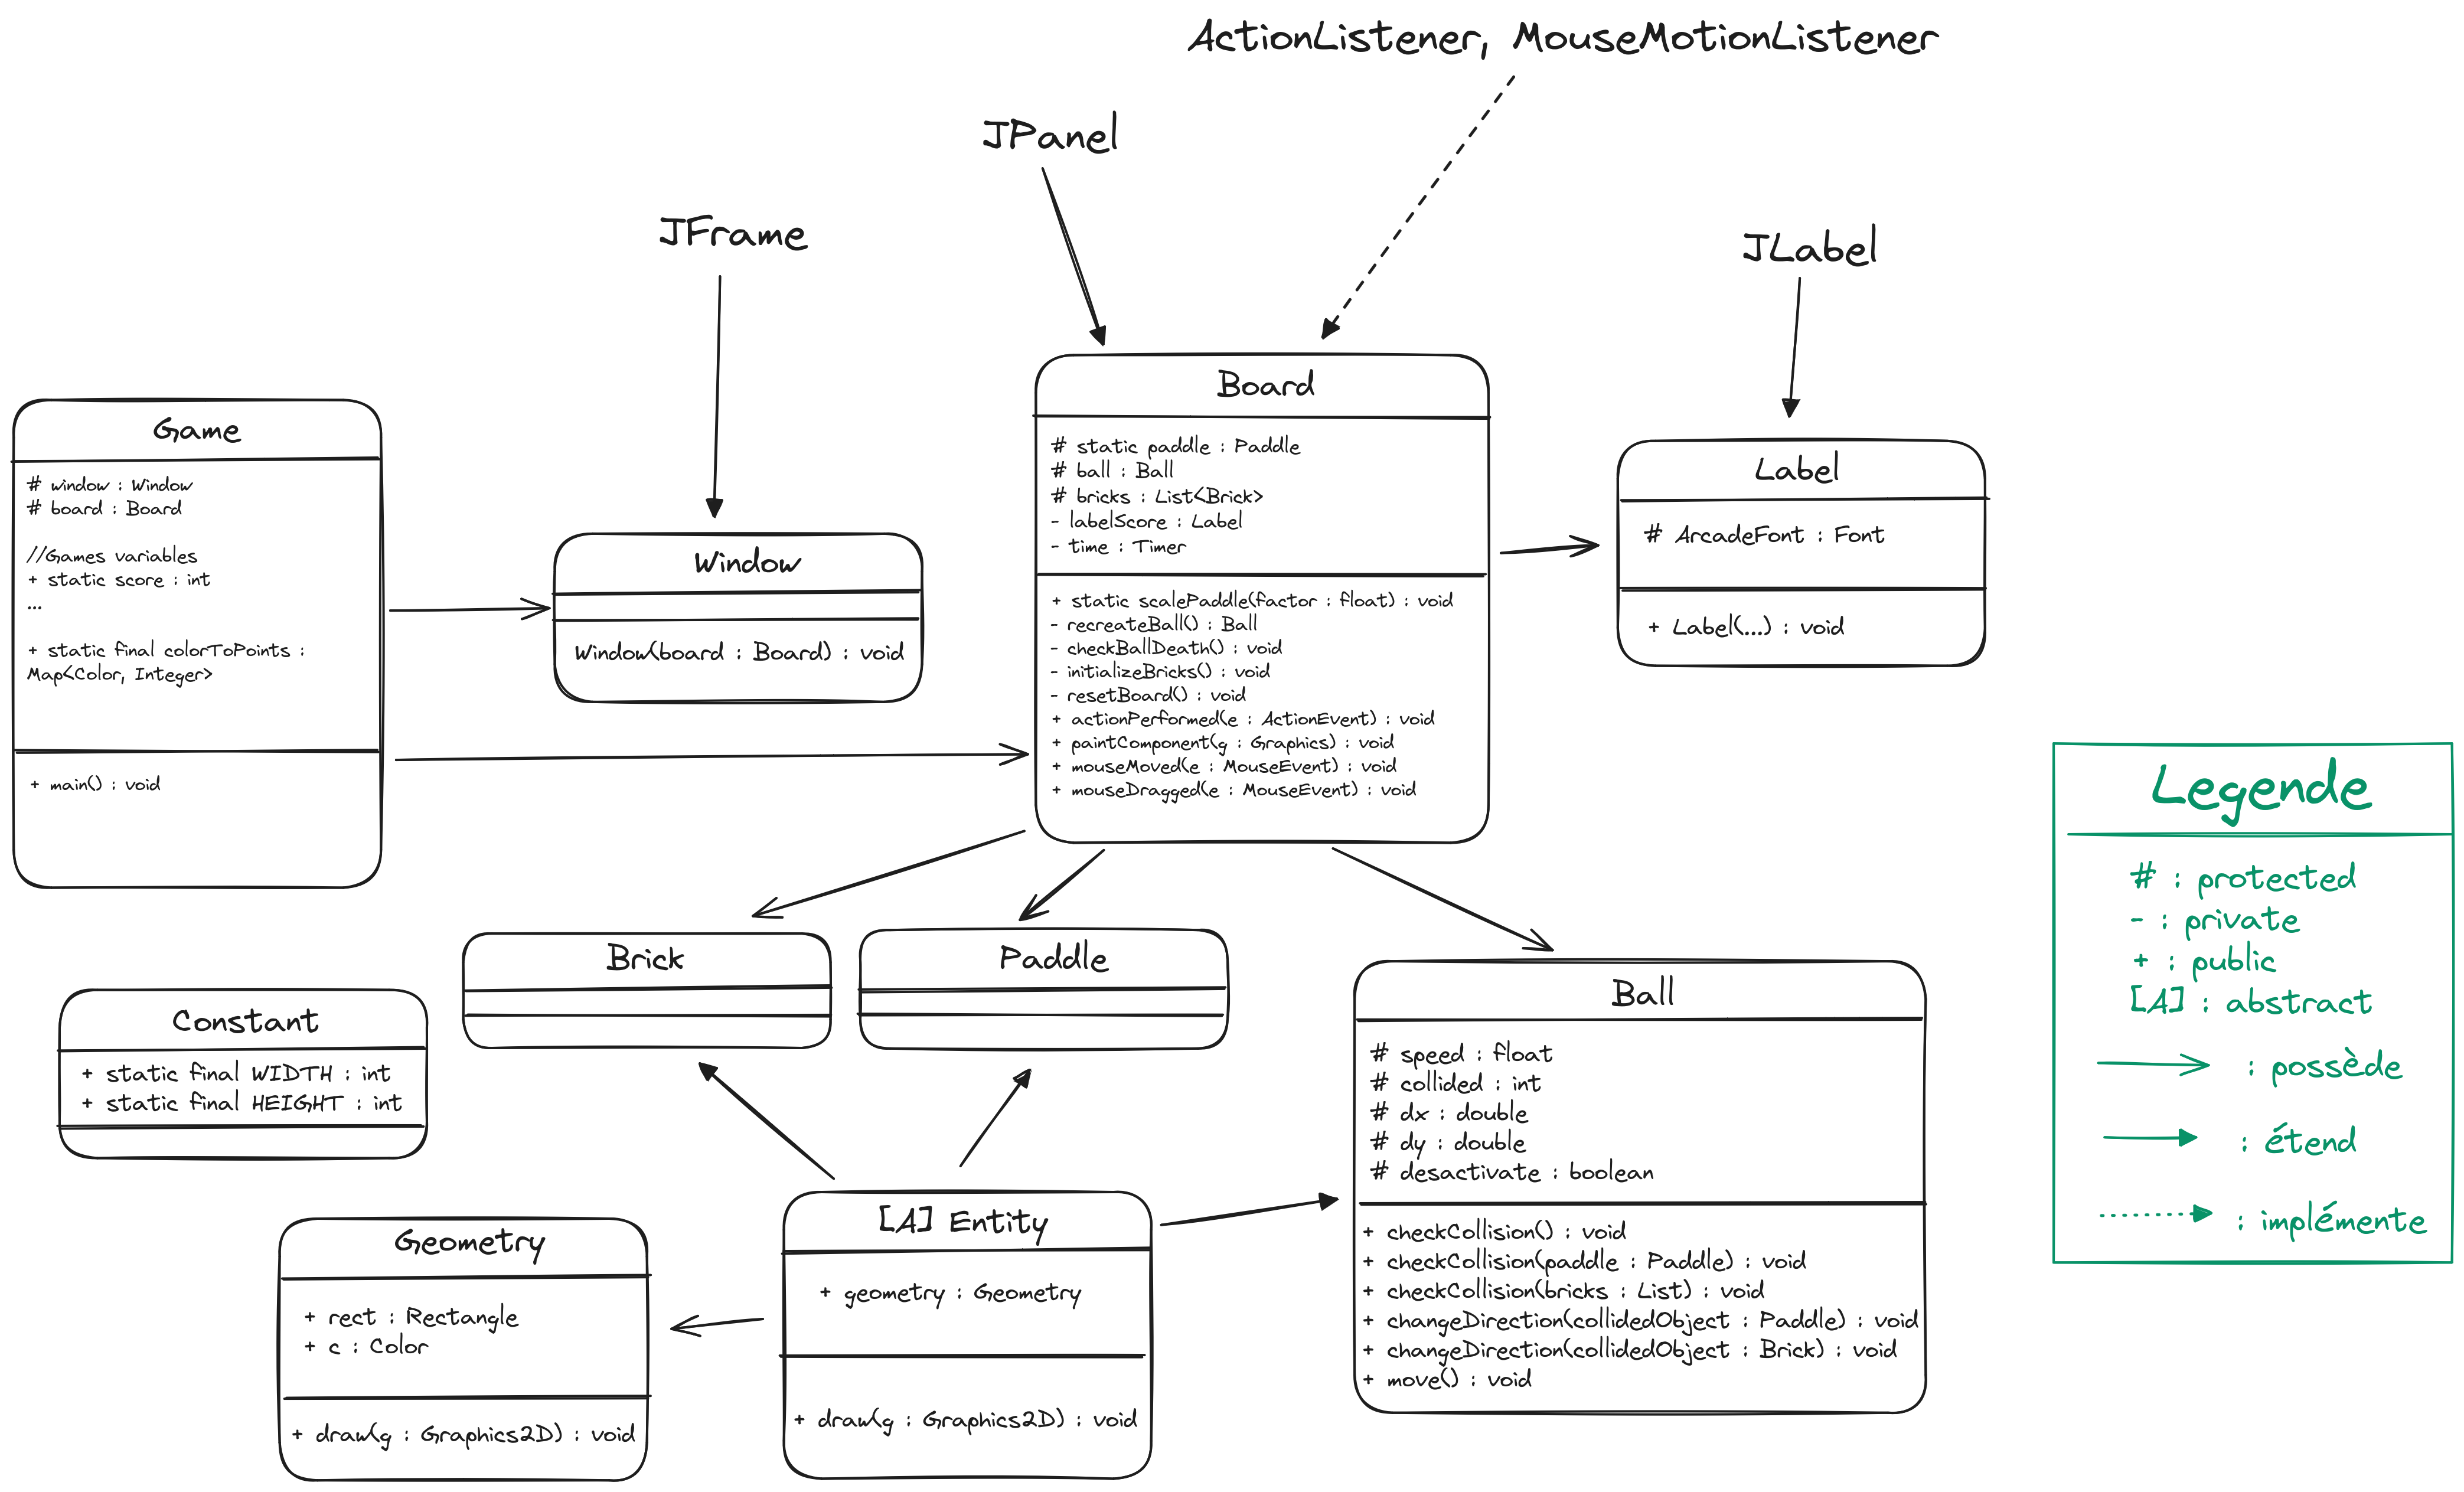 ActionListener, MouseMotionListener
JPanel
JFrame
JLabel
Game
# window : Window
# board : Board
//Games variables
+ static score : int
...
+ static final colorToPoints :
Map<Color, Integer>
+ main() : void
Window
Window(board : Board) : void
Board
# static paddle : Paddle
# ball : Ball
# bricks : List<Brick>
- labelScore : Label
- time : Timer
+ static scalePaddle(factor : float) : void
- recreateBall() : Ball
- checkBallDeath() : void
- initializeBricks() : void
- resetBoard() : void
+ actionPerformed(e : ActionEvent) : void
+ paintComponent(g : Graphics) : void
+ mouseMoved(e : MouseEvent) : void
+ mouseDragged(e : MouseEvent) : void
Label
# ArcadeFont : Font
+ Label(...) : void
Legende
# : protected
- : private
+ : public
[A] : abstract
: possède
: étend
: implémente
Brick
Paddle
Constant
+ static final WIDTH : int
+ static final HEIGHT : int
Ball
# speed : float
# collided : int
# dx : double
# dy : double
# desactivate : boolean
+ checkCollision() : void
+ checkCollision(paddle : Paddle) : void
+ checkCollision(bricks : List) : void
+ changeDirection(collidedObject : Paddle) : void
+ changeDirection(collidedObject : Brick) : void
+ move() : void
Geometry
+ rect : Rectangle
+ c : Color
+ draw(g : Graphics2D) : void
[A] Entity
+ geometry : Geometry
+ draw(g : Graphics2D) : void